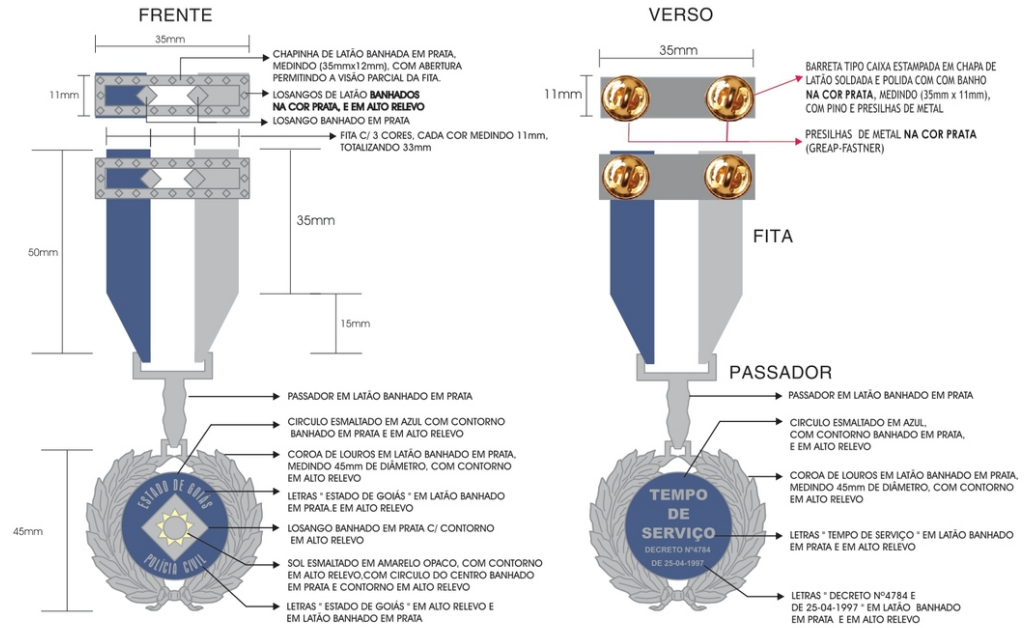 FRENTE
35mm
CHAPINHA DE LATÃO BANHADA EM PRATA,
MEDINDO (35mmx12mm), COM ABERTURA
PERMITINDO A VISÃO PARCIAL DA FITA.
11mm
LOSANGOS DE LATÃO BANHADOS
NA COR PRATA, E EM ALTO RELEVO
LOSANGO BANHADO EM PRATA
FITA C/ 3 CORES, CADA COR MEDINDO 11mm,
TOTALIZANDO 33mm
35mm
50mm
15mm
PASSADOR EM LATÃO BANHADO EM PRATA
CIRCULO ESMALTADO EM AZUL COM CONTORNO
BANHADO EM PRATA E EM ALTO RELEVO
COROA DE LOUROS EM LATÃO BANHADO EM PRATA,
MEDINDO 45mm DE DIÂMETRO, COM CONTORNO
EM ALTO RELEVO
LETRAS " ESTADO DE GOIÁS " EM LATÃO BANHADO
EM PRATA.E EM ALTO RELEVO
45mm
LOSANGO BANHADO EM PRATA C/ CONTORNO
EM ALTO RELEVO
SOL ESMALTADO EM AMARELO OPACO, COM CONTORNO
EM ALTO RELEVO,COM CIRCULO DO CENTRO BANHADO
EM PRATA E CONTORNO EM ALTO RELEVO
LETRAS " ESTADO DE GOIÁS " EM ALTO RELEVO E
EM LATÃO BANHADO EM PRATA
ESTADO DE GOIÁS
POLÍCIA CIVIL
VERSO
35mm
11mm
BARRETA TIPO CAIXA ESTAMPADA EM CHAPA DE
LATÃO SOLDADA E POLIDA COM COM BANHO
NA COR PRATA, MEDINDO (35mm x 11mm),
COM PINO E PRESILHAS DE METAL
PRESILHAS DE METAL NA COR PRATA
(GREAP-FASTNER)
FITA
PASSADOR
PASSADOR EM LATÃO BANHADO EM PRATA
CIRCULO ESMALTADO EM AZUL,
COM CONTORNO BANHADO EM PRATA,
E EM ALTO RELEVO
COROA DE LOUROS EM LATÃO BANHADO EM PRATA,
MEDINDO 45mm DE DIÂMETRO, COM CONTORNO
EM ALTO RELEVO
LETRAS " TEMPO DE SERVIÇO " EM LATÃO BANHADO
EM PRATA E EM ALTO RELEVO
LETRAS " DECRETO Nº4784 E
DE 25-04-1997 " EM LATÃO BANHADO
EM PRATA E EM ALTO RELEVO
TEMPO
DE
SERVIÇO
DECRETO Nº4784
DE 25-04-1997